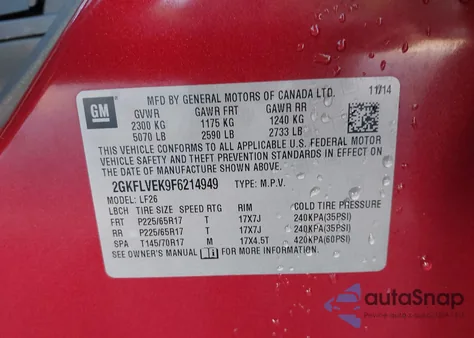 11/14
GM
MFD BY GENERAL MOTORS OF CANADA LTD.
GVWR GAWR FRT GAWR RR
2300 KG 1175 KG 1240 KG
5070 LB 2590 LB 2733 LB
THIS VEHICLE CONFORMS TO ALL APPLICABLE U.S. FEDERAL MOTOR
VEHICLE SAFETY AND THEFT PREVENTION STANDARDS IN EFFECT ON
THE DATE OF MANUFACTURE SHOWN ABOVE.
2GKFLVEK9F6214949 TYPE: M.P.V.
MODEL: LF26
LBCH TIRE SIZE SPEED RTG RIM COLD TIRE PRESSURE
FRT P225/65R17 T 17X7J 240KPA(35PSI)
RR P225/65R17 T 17X7J 240KPA(35PSI)
SPA T145/70R17 M 17X4.5T 420KPA(60PSI)
SEE OWNER'S MANUAL FOR ADDITIONAL INFORMATION.
autoSnap